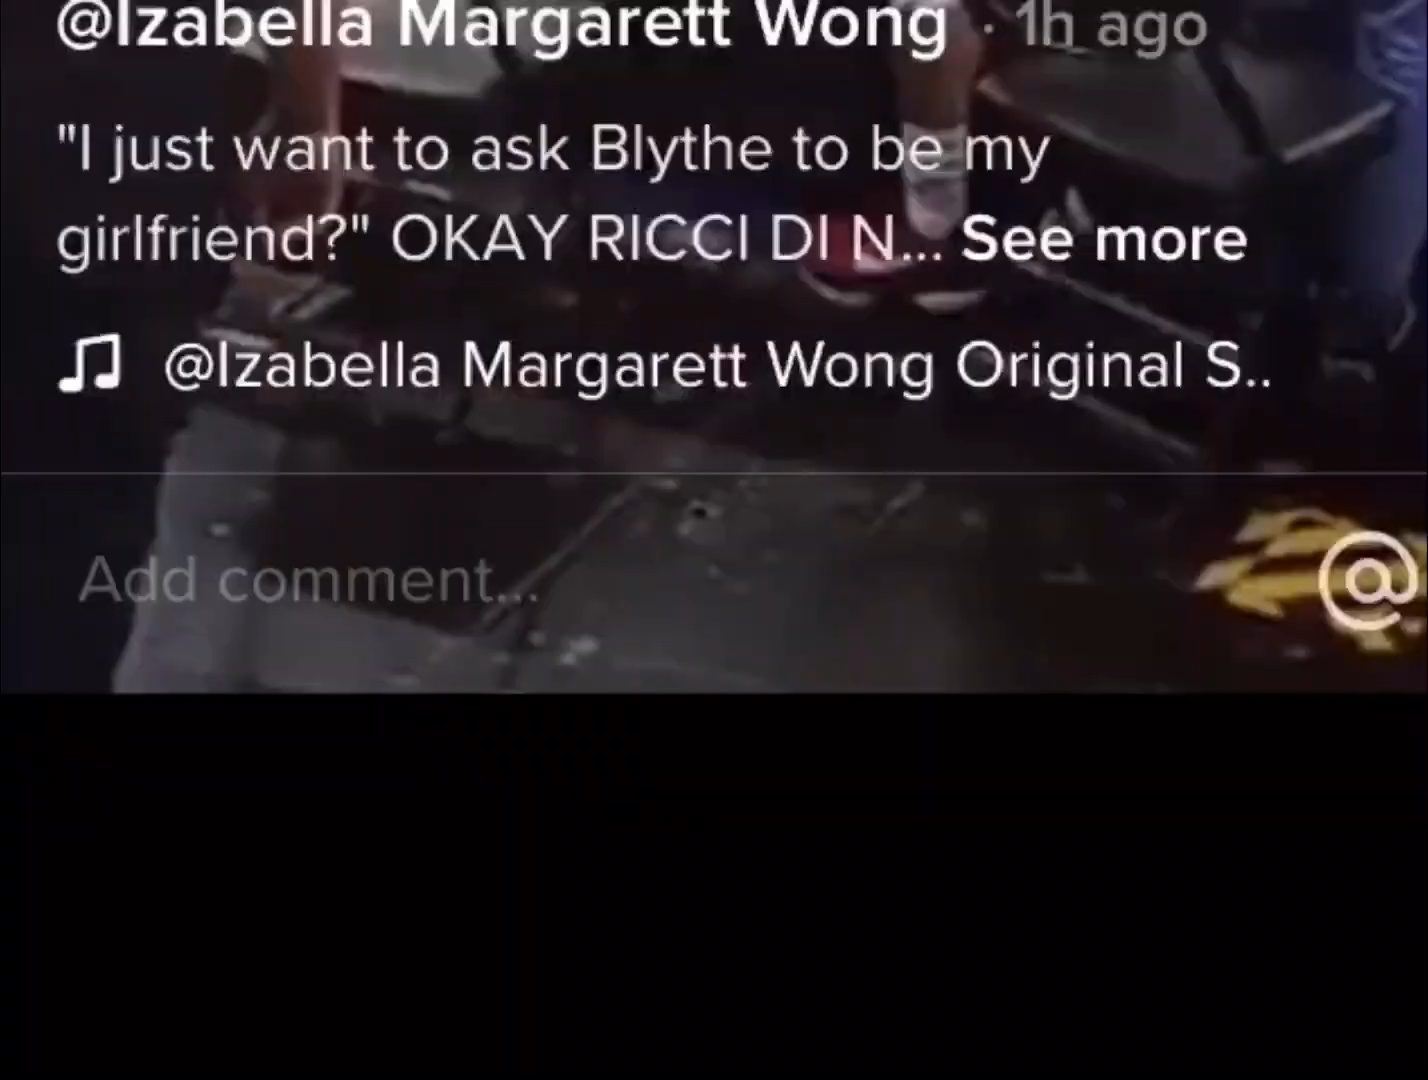 @Izabella Margarett Wong · 1h ago
"I just want to ask Blythe to be my
girlfriend?" OKAY RICCI DI N... See more
@Izabella Margarett Wong Original S..
Add comment...
@